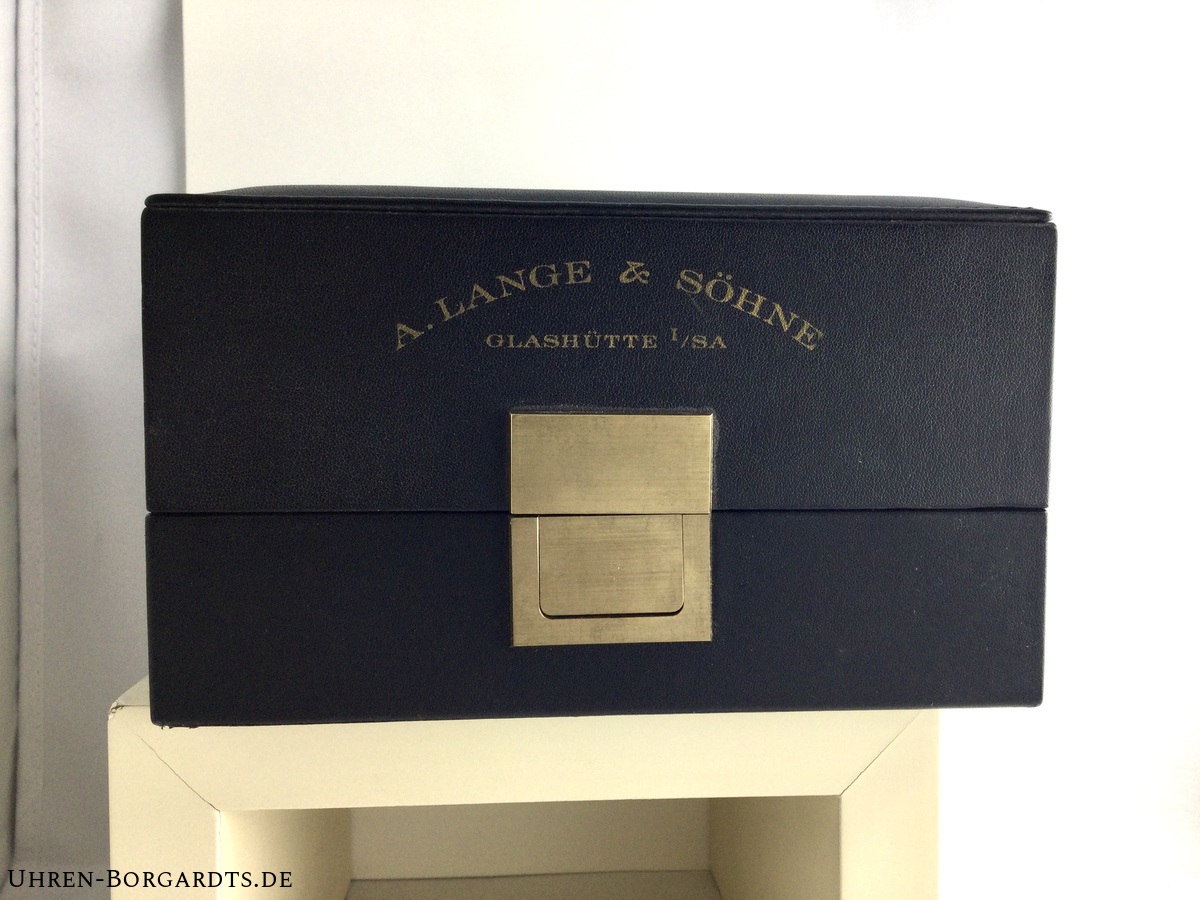 A. LANGE & SÖHNE
GLASHÜTTE I/SA
UHREN-BORGARDTS.DE